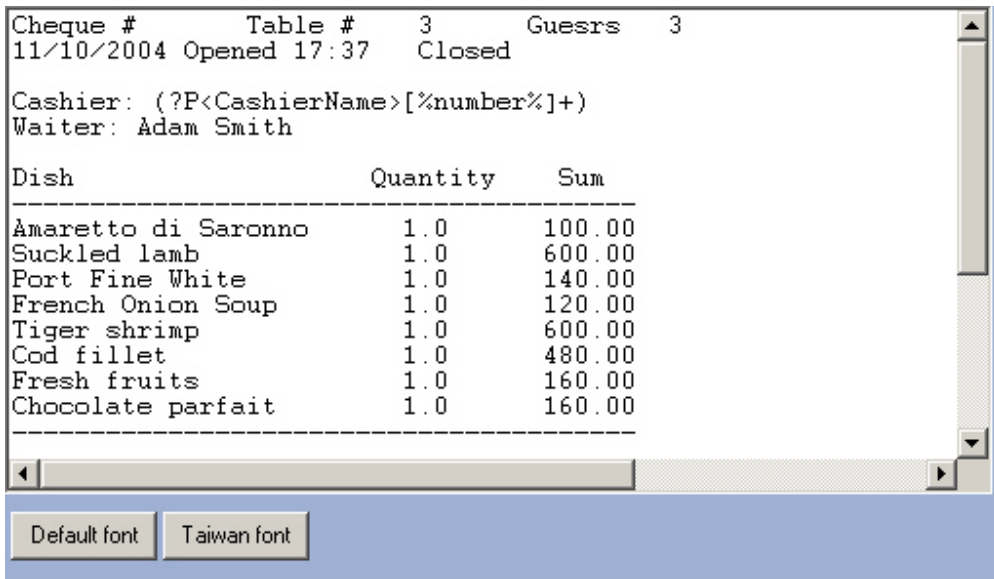 Cheque # Table # 3 Guesrs 3
11/10/2004 Opened 17:37 Closed
Cashier: (?P<CashierName>[%number%]+)
Waiter: Adam Smith
Dish Quantity Sum
----------------------------------------
Amaretto di Saronno 1.0 100.00
Suckled lamb 1.0 600.00
Port Fine White 1.0 140.00
French Onion Soup 1.0 120.00
Tiger shrimp 1.0 600.00
Cod fillet 1.0 480.00
Fresh fruits 1.0 160.00
Chocolate parfait 1.0 160.00
----------------------------------------
Default font Taiwan font